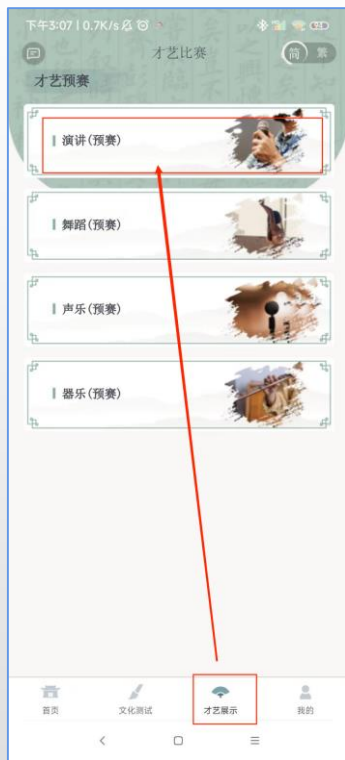 下午3:07 | 0.7K/s
才艺比赛
简 繁
才艺预赛
演讲(预赛)
舞蹈(预赛)
声乐(预赛)
器乐(预赛)
首页 文化测试 才艺展示 我的